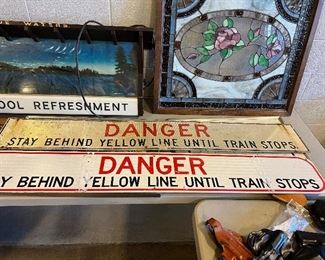 OOL REFRESHMENT
DANGER
STAY BEHIND YELLOW LINE UNTIL TRAIN STOPS
DANGER
Y BEHIND YELLOW LINE UNTIL TRAIN STOPS